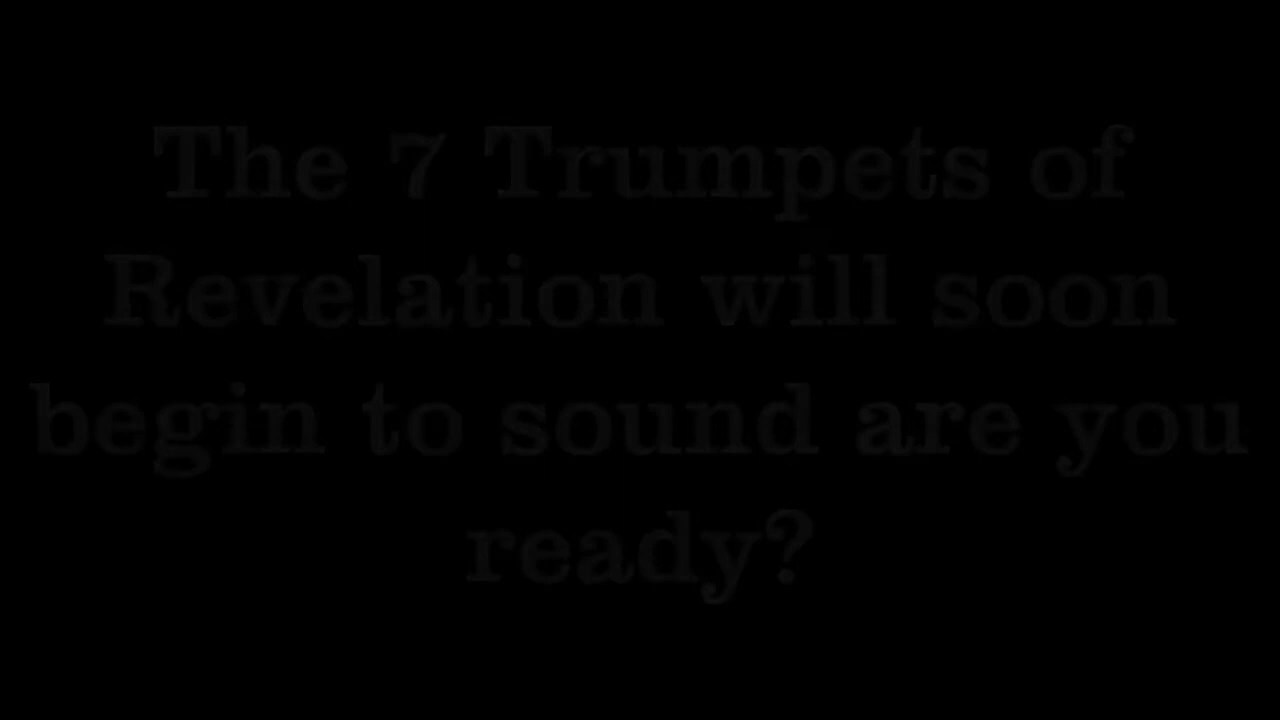 The 7 Trumpets of
Revelation will soon
begin to sound are you
ready?